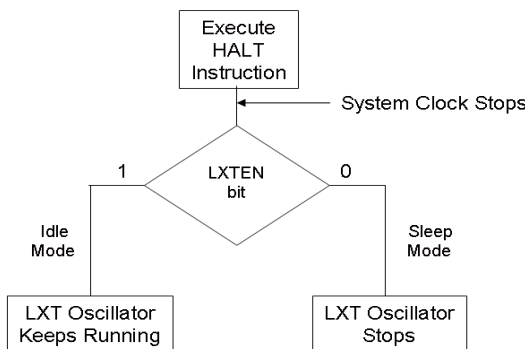 Execute
HALT
Instruction
System Clock Stops
1
LXTEN
bit
0
Idle
Mode
Sleep
Mode
LXT Oscillator
Keeps Running
LXT Oscillator
Stops